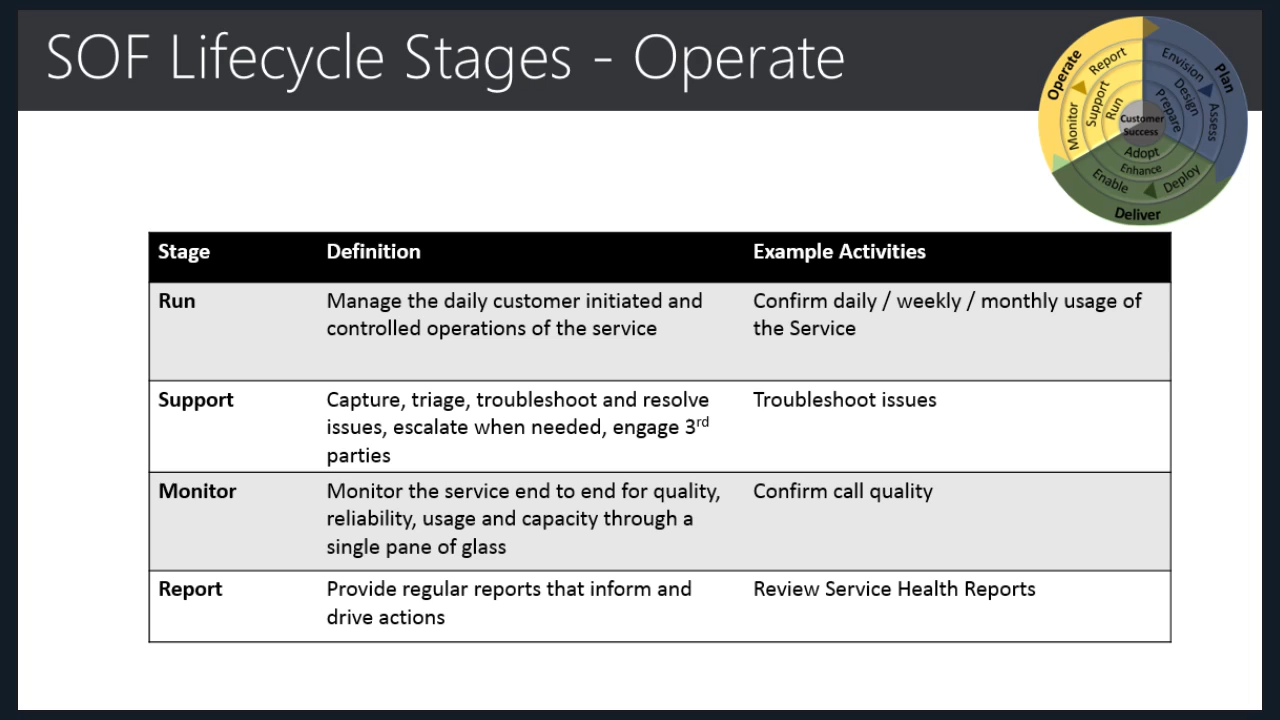 SOF Lifecycle Stages - Operate
Operate
Report
Monitor
Support
Run
Envision
Plan
Design
Prepare
Assess
Customer
Success
Adopt
Enhance
Enable
Deploy
Deliver
Stage Definition Example Activities
Run Manage the daily customer initiated and Confirm daily / weekly / monthly usage of
controlled operations of the service the Service
Support Capture, triage, troubleshoot and resolve Troubleshoot issues
issues, escalate when needed, engage 3rd
parties
Monitor Monitor the service end to end for quality, Confirm call quality
reliability, usage and capacity through a
single pane of glass
Report Provide regular reports that inform and Review Service Health Reports
drive actions